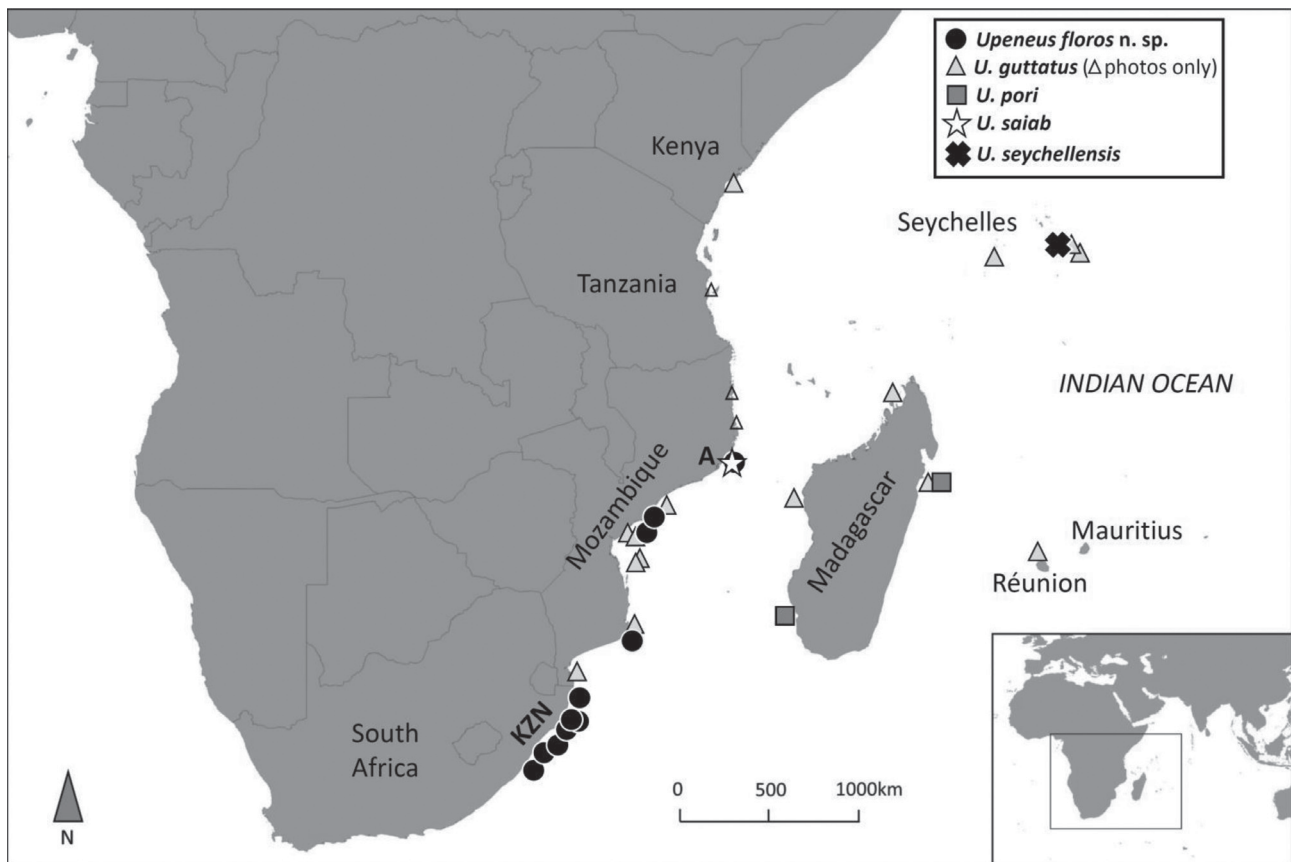 Upeneus floros n. sp.
U. guttatus (Δ photos only)
U. pori
U. saiab
U. seychellensis
Kenya
Seychelles
Tanzania
INDIAN OCEAN
A
Mozambique
Madagascar
Mauritius
Réunion
KZN
South
Africa
0 500 1000km
N